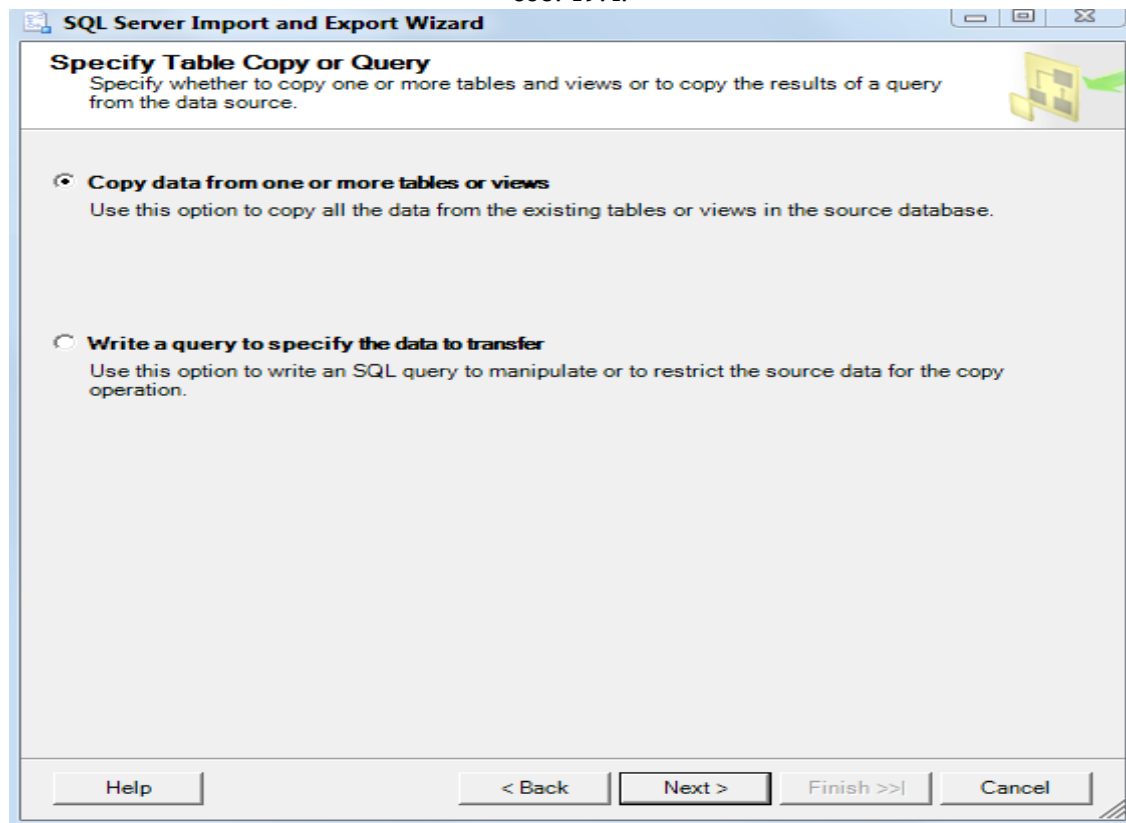 SQL Server Import and Export Wizard
Specify Table Copy or Query
Specify whether to copy one or more tables and views or to copy the results of a query
from the data source.
Copy data from one or more tables or views
Use this option to copy all the data from the existing tables or views in the source database.
Write a query to specify the data to transfer
Use this option to write an SQL query to manipulate or to restrict the source data for the copy
operation.
Help
< Back
Next >
Finish >>|
Cancel